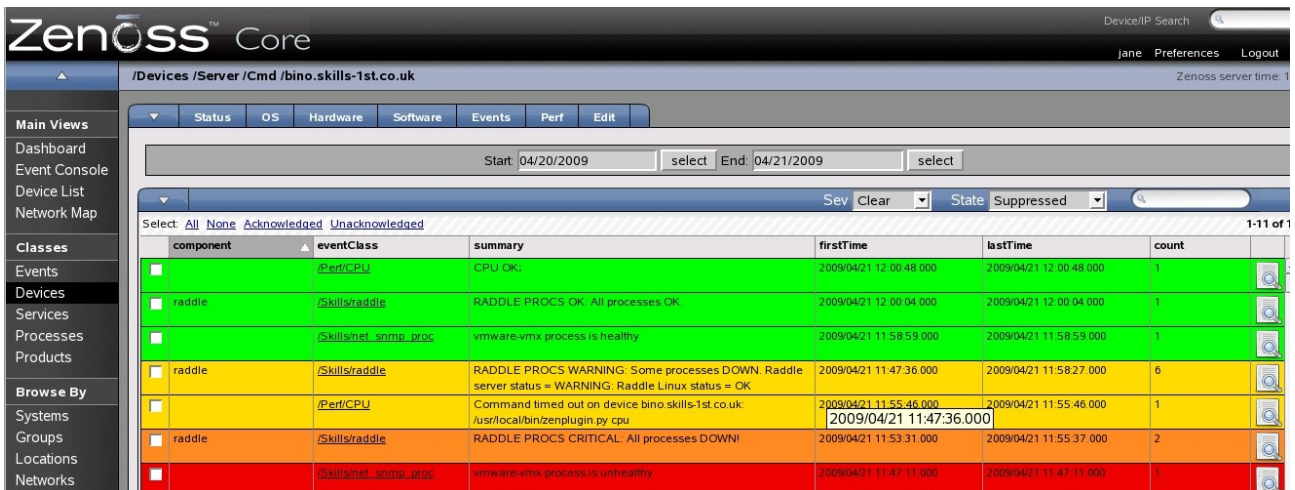 Zenoss™ Core
Device/IP Search
jane Preferences Logout
/Devices /Server /Cmd /bino.skills-1st.co.uk
Zenoss server time: 1
Main Views
Dashboard
Event Console
Device List
Network Map
Classes
Events
Devices
Services
Processes
Products
Browse By
Systems
Groups
Locations
Networks
Status OS Hardware Software Events Perf Edit
Start: 04/20/2009 select End: 04/21/2009 select
Sev Clear State Suppressed
Select: All None Acknowledged Unacknowledged
1-11 of 1
component eventClass summary firstTime lastTime count
/Perf/CPU CPU OK; 2009/04/21 12:00:48.000 2009/04/21 12:00:48.000 1
raddle /Skills/raddle RADDLE PROCS OK: All processes OK. 2009/04/21 12:00:04.000 2009/04/21 12:00:04.000 1
/Skills/net_snmp_proc vmware-vmx process is healthy 2009/04/21 11:58:59.000 2009/04/21 11:58:59.000 1
raddle /Skills/raddle RADDLE PROCS WARNING: Some processes DOWN. Raddle 2009/04/21 11:47:36.000 2009/04/21 11:58:27.000 6
server status = WARNING: Raddle Linux status = OK
/Perf/CPU Command timed out on device bino.skills-1st.co.uk: 2009/04/21 11:55:46.000 2009/04/21 11:55:46.000 1
/usr/local/bin/zenplugin.py cpu
2009/04/21 11:47:36.000
raddle /Skills/raddle RADDLE PROCS CRITICAL: All processes DOWN! 2009/04/21 11:53:31.000 2009/04/21 11:55:37.000 2
/Skills/net_snmp_proc vmware-vmx process is unhealthy 2009/04/21 11:47:11.000 2009/04/21 11:47:11.000 1